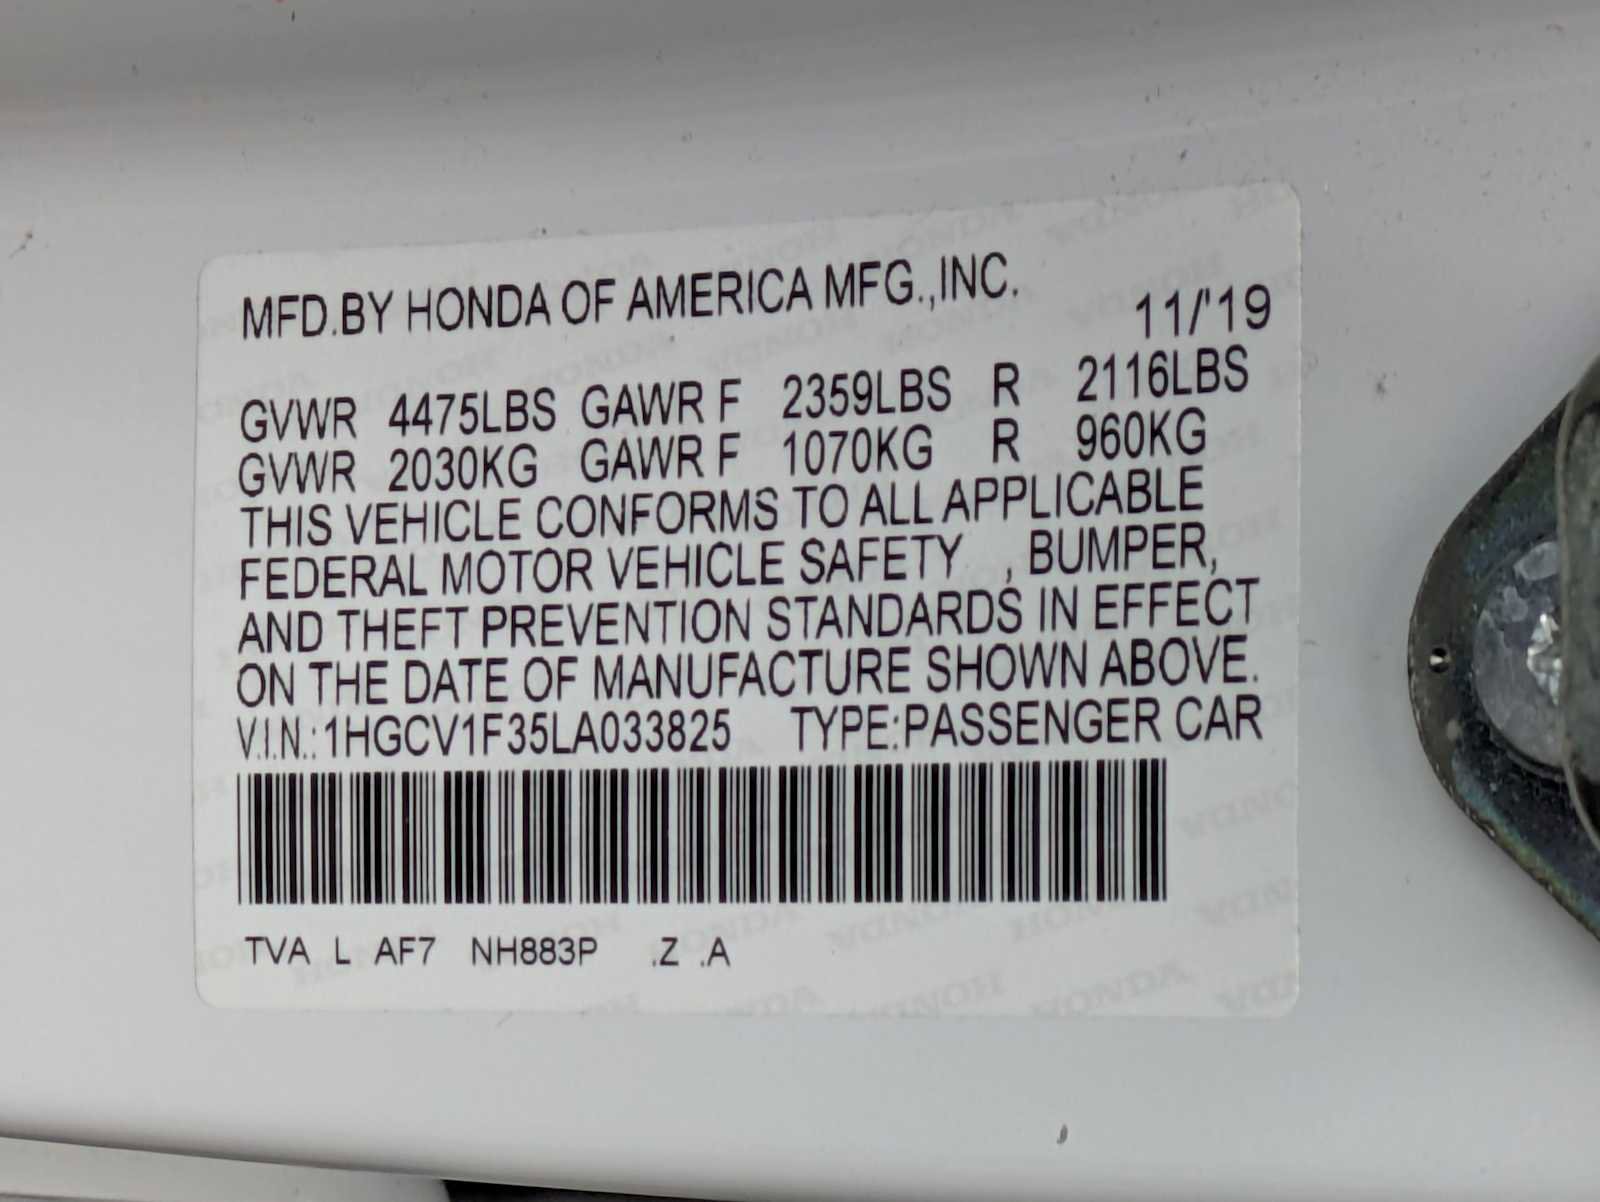 MFD.BY HONDA OF AMERICA MFG.,INC.
11/'19
GVWR 4475LBS GAWR F 2359LBS R 2116LBS
GVWR 2030KG GAWR F 1070KG R 960KG
THIS VEHICLE CONFORMS TO ALL APPLICABLE
FEDERAL MOTOR VEHICLE SAFETY , BUMPER,
AND THEFT PREVENTION STANDARDS IN EFFECT
ON THE DATE OF MANUFACTURE SHOWN ABOVE.
V.I.N.:1HGCV1F35LA033825 TYPE:PASSENGER CAR
TVA L AF7 NH883P .Z .A